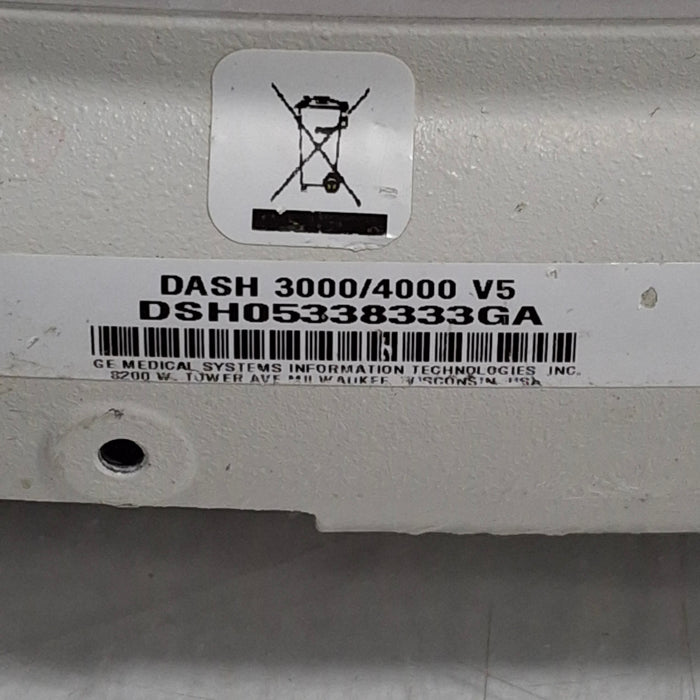 DASH 3000/4000 V5
DSH05338333GA
GE MEDICAL SYSTEMS INFORMATION TECHNOLOGIES INC.
8200 W. TOWER AVE MILWAUKEE, WISCONSIN, USA